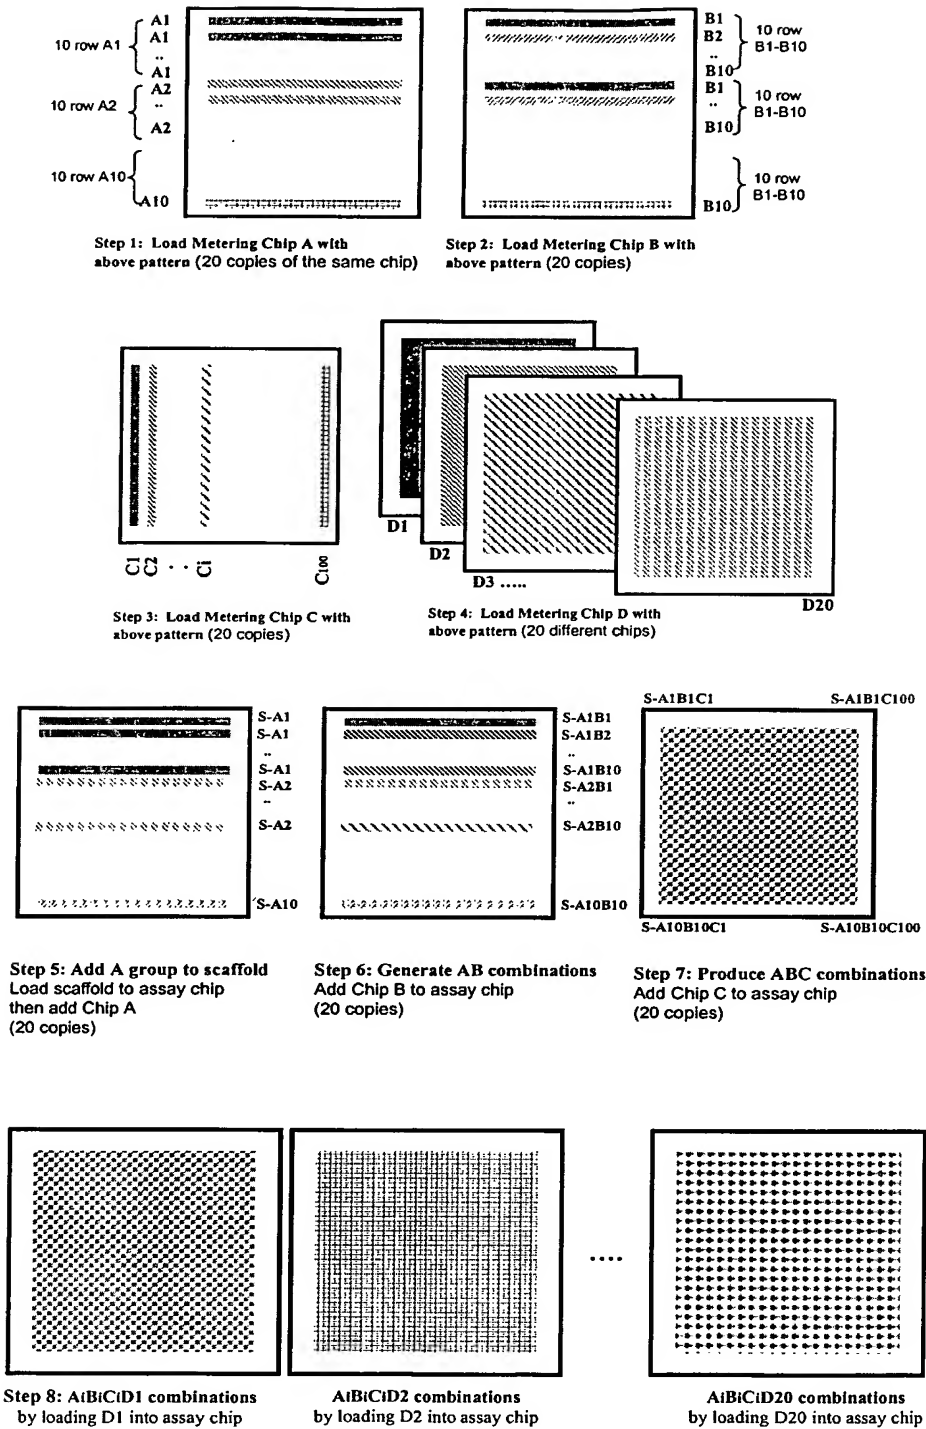 A1
A1
..
A1
10 row A1
A2
..
A2
10 row A2
10 row A10
A10
B1
B2
..
B10
10 row
B1-B10
B1
..
B10
10 row
B1-B10
B10
10 row
B1-B10
Step 1: Load Metering Chip A with
above pattern (20 copies of the same chip)
Step 2: Load Metering Chip B with
above pattern (20 copies)
C1
C2
. .
Ci
C100
D1
D2
D3 .....
D20
Step 3: Load Metering Chip C with
above pattern (20 copies)
Step 4: Load Metering Chip D with
above pattern (20 different chips)
S-A1
S-A1
..
S-A1
S-A2
..
S-A2
S-A10
S-A1B1
S-A1B2
..
S-A1B10
S-A2B1
..
S-A2B10
S-A10B10
S-A1B1C1
S-A1B1C100
S-A10B10C1
S-A10B10C100
Step 5: Add A group to scaffold
Load scaffold to assay chip
then add Chip A
(20 copies)
Step 6: Generate AB combinations
Add Chip B to assay chip
(20 copies)
Step 7: Produce ABC combinations
Add Chip C to assay chip
(20 copies)
....
Step 8: AiBiCiD1 combinations
by loading D1 into assay chip
AiBiCiD2 combinations
by loading D2 into assay chip
AiBiCiD20 combinations
by loading D20 into assay chip